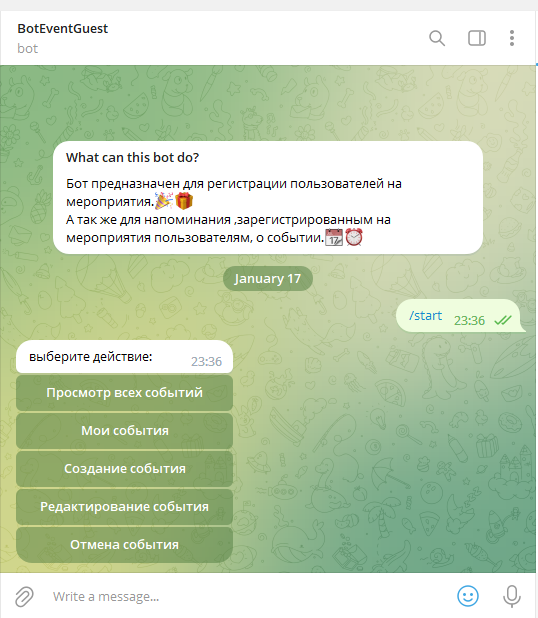 BotEventGuest
bot
What can this bot do?
Бот предназначен для регистрации пользователей на
мероприятия.🎉🎁
А так же для напоминания ,зарегистрированным на
мероприятия пользователям, о событии.📆⏰
January 17
/start 23:36
выберите действие: 23:36
Просмотр всех событий
Мои события
Создание события
Редактирование события
Отмена события
Write a message...